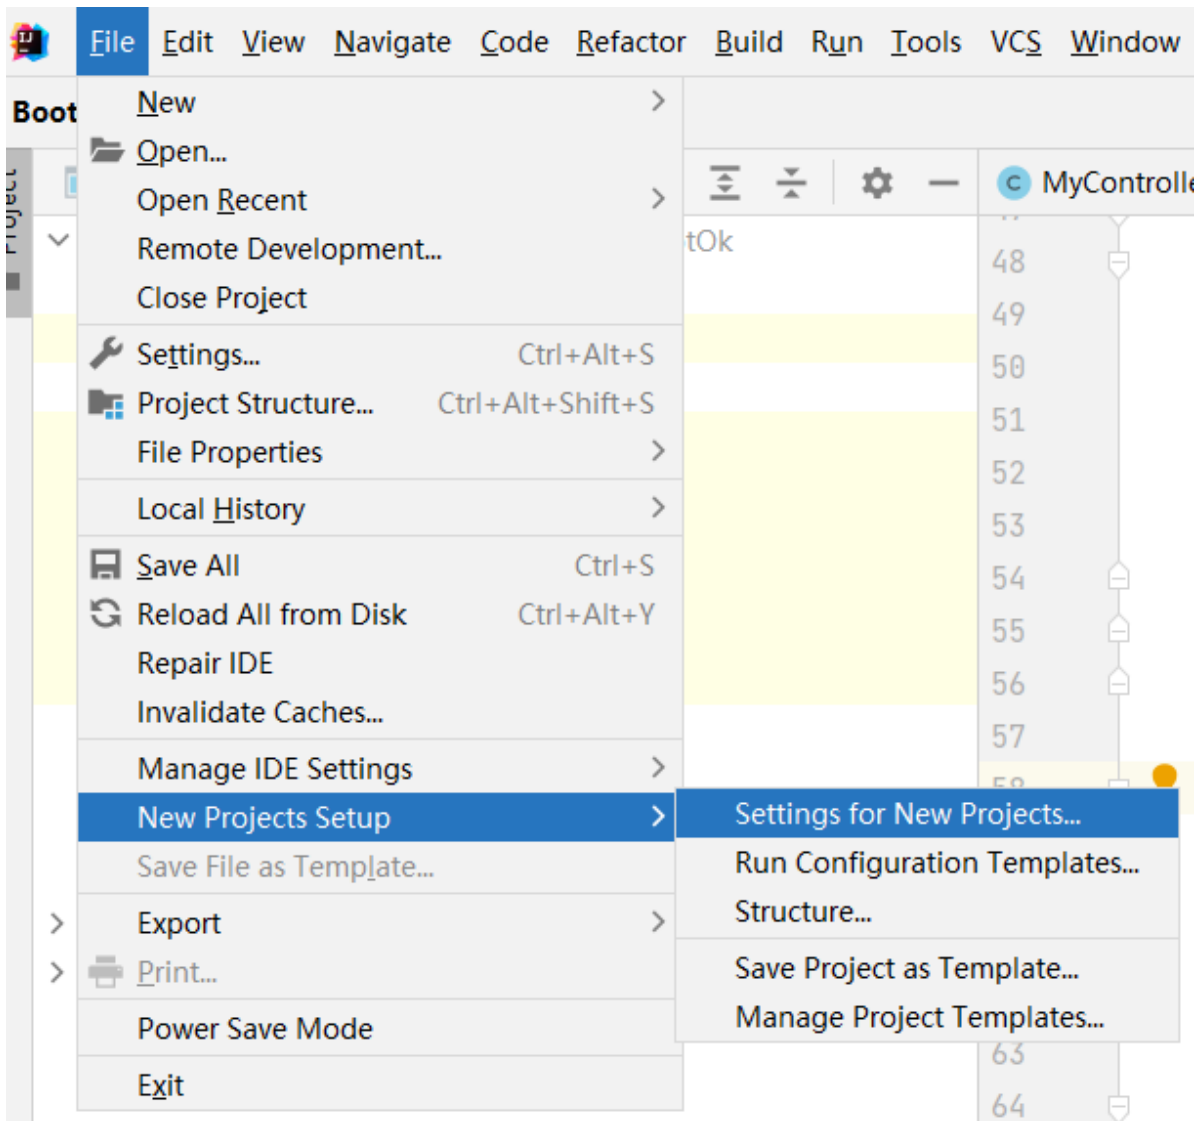 File Edit View Navigate Code Refactor Build Run Tools VCS Window
Boot
New
Open...
Open Recent
Remote Development...
Close Project
Settings... Ctrl+Alt+S
Project Structure... Ctrl+Alt+Shift+S
File Properties
Local History
Save All Ctrl+S
Reload All from Disk Ctrl+Alt+Y
Repair IDE
Invalidate Caches...
Manage IDE Settings
New Projects Setup
Save File as Template...
Export
Print...
Power Save Mode
Exit
Settings for New Projects...
Run Configuration Templates...
Structure...
Save Project as Template...
Manage Project Templates...
Project
tOk
C MyControlle
48
49
50
51
52
53
54
55
56
57
58
63
64